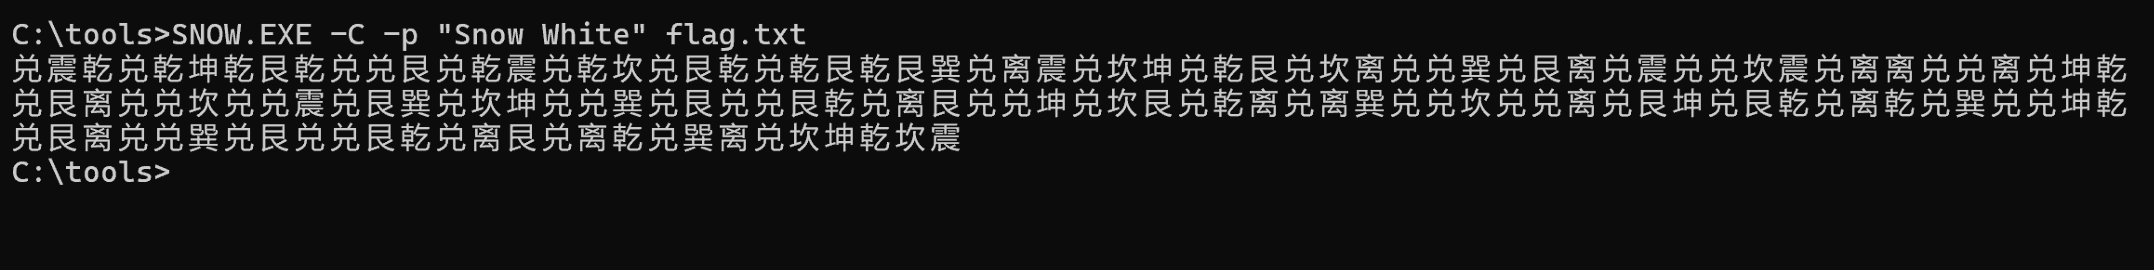 C:\tools>SNOW.EXE -C -p "Snow White" flag.txt
兑震乾兑乾坤乾艮乾兑兑艮兑乾震兑乾坎兑艮乾兑乾艮乾艮巽兑离震兑坎坤兑乾艮兑坎离兑兑巽兑艮离兑震兑兑坎震兑离离兑兑离兑坤乾
兑艮离兑兑坎兑兑震兑艮巽兑坎坤兑兑巽兑艮兑兑艮乾兑离艮兑兑坤兑坎艮兑乾离兑离巽兑兑坎兑兑离兑艮坤兑艮乾兑离乾兑巽兑兑坤乾
兑艮离兑兑巽兑艮兑兑艮乾兑离艮兑离乾兑巽离兑坎坤乾坎震
C:\tools>